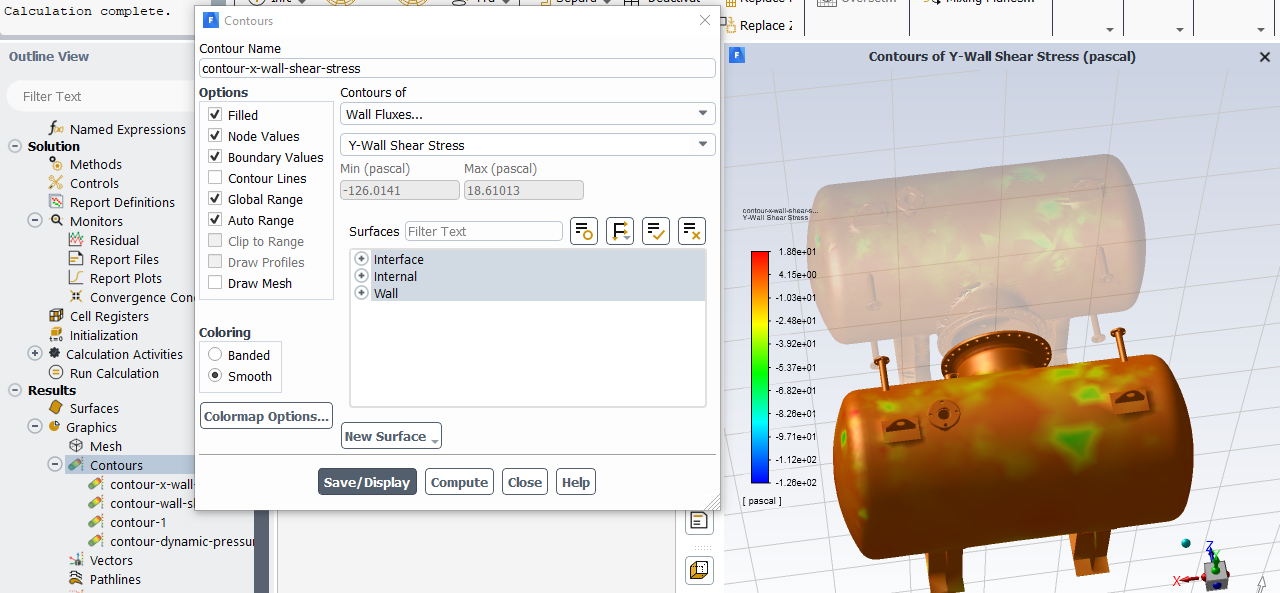 Calculation complete.
Replace Z
Outline View
Filter Text
Named Expressions
Solution
Methods
Controls
Report Definitions
Monitors
Residual
Report Files
Report Plots
Convergence Con
Cell Registers
Initialization
Calculation Activities
Run Calculation
Results
Surfaces
Graphics
Mesh
Contours
contour-x-wall-
contour-wall-sh
contour-1
contour-dynamic-pressur
Vectors
Pathlines
Contours
Contour Name
contour-x-wall-shear-stress
Options
Filled
Node Values
Boundary Values
Contour Lines
Global Range
Auto Range
Clip to Range
Draw Profiles
Draw Mesh
Coloring
Banded
Smooth
Colormap Options...
Contours of
Wall Fluxes...
Y-Wall Shear Stress
Min (pascal) Max (pascal)
-126.0141 18.61013
Surfaces Filter Text
Interface
Internal
Wall
New Surface
Save/Display Compute Close Help
Contours of Y-Wall Shear Stress (pascal)
contour-x-wall-shear-s...
Y-Wall Shear Stress
1.86e+01
4.15e+00
-1.03e+01
-2.48e+01
-3.92e+01
-5.37e+01
-6.82e+01
-8.26e+01
-9.71e+01
-1.12e+02
-1.26e+02
[ pascal ]
Z
Y
X